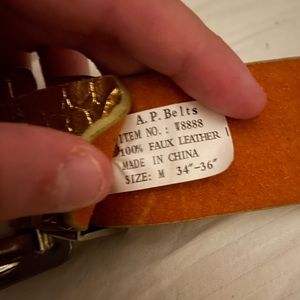 A.P.Belts
ITEM NO.: W8888
100% FAUX LEATHER
MADE IN CHINA
SIZE: M 34"-36"